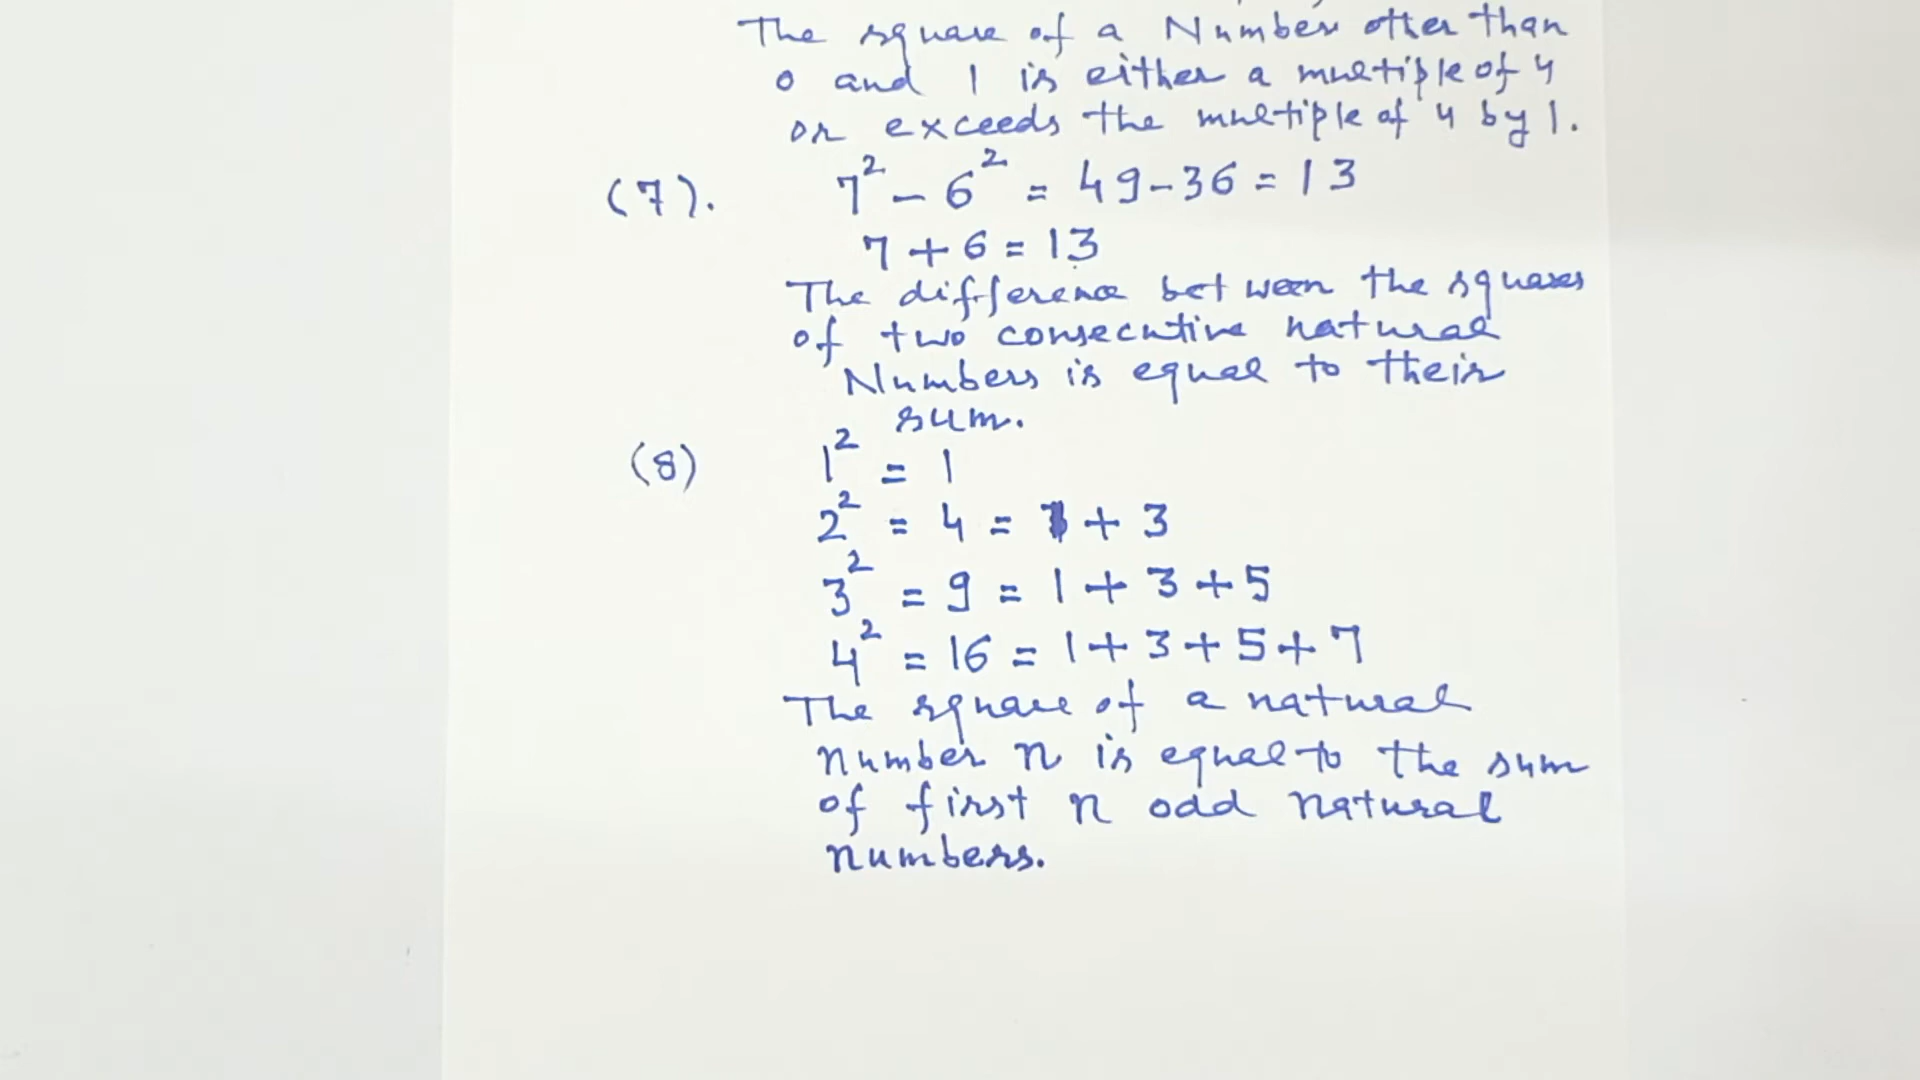 The square of a Number other than
0 and 1 is either a multiple of 4
or exceeds the multiple of 4 by 1.
(7). 7² - 6² = 49-36 = 13
7 + 6 = 13
The difference between the squares
of two consecutive natural
Numbers is equal to their
sum.
(8) 1² = 1
2² = 4 = 1 + 3
3² = 9 = 1 + 3 + 5
4² = 16 = 1 + 3 + 5 + 7
The square of a natural
number n is equal to the sum
of first n odd natural
numbers.